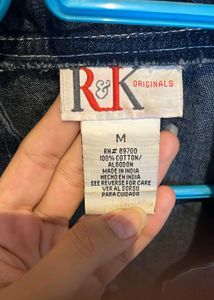 R&K ORIGINALS
M
RN# 89700
100% COTTON/
ALGODON
MADE IN INDIA
HECHO EN INDIA
SEE REVERSE FOR CARE
VER AL DORSO
PARA CUIDADO